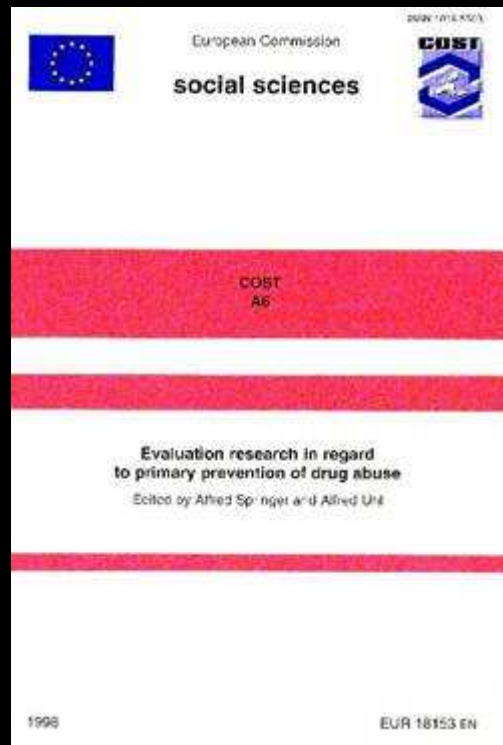 European Commission
COST
social sciences
COST
A6
Evaluation research in regard
to primary prevention of drug abuse
Edited by Alfred Springer and Alfred Uhl
1998
EUR 18153 EN